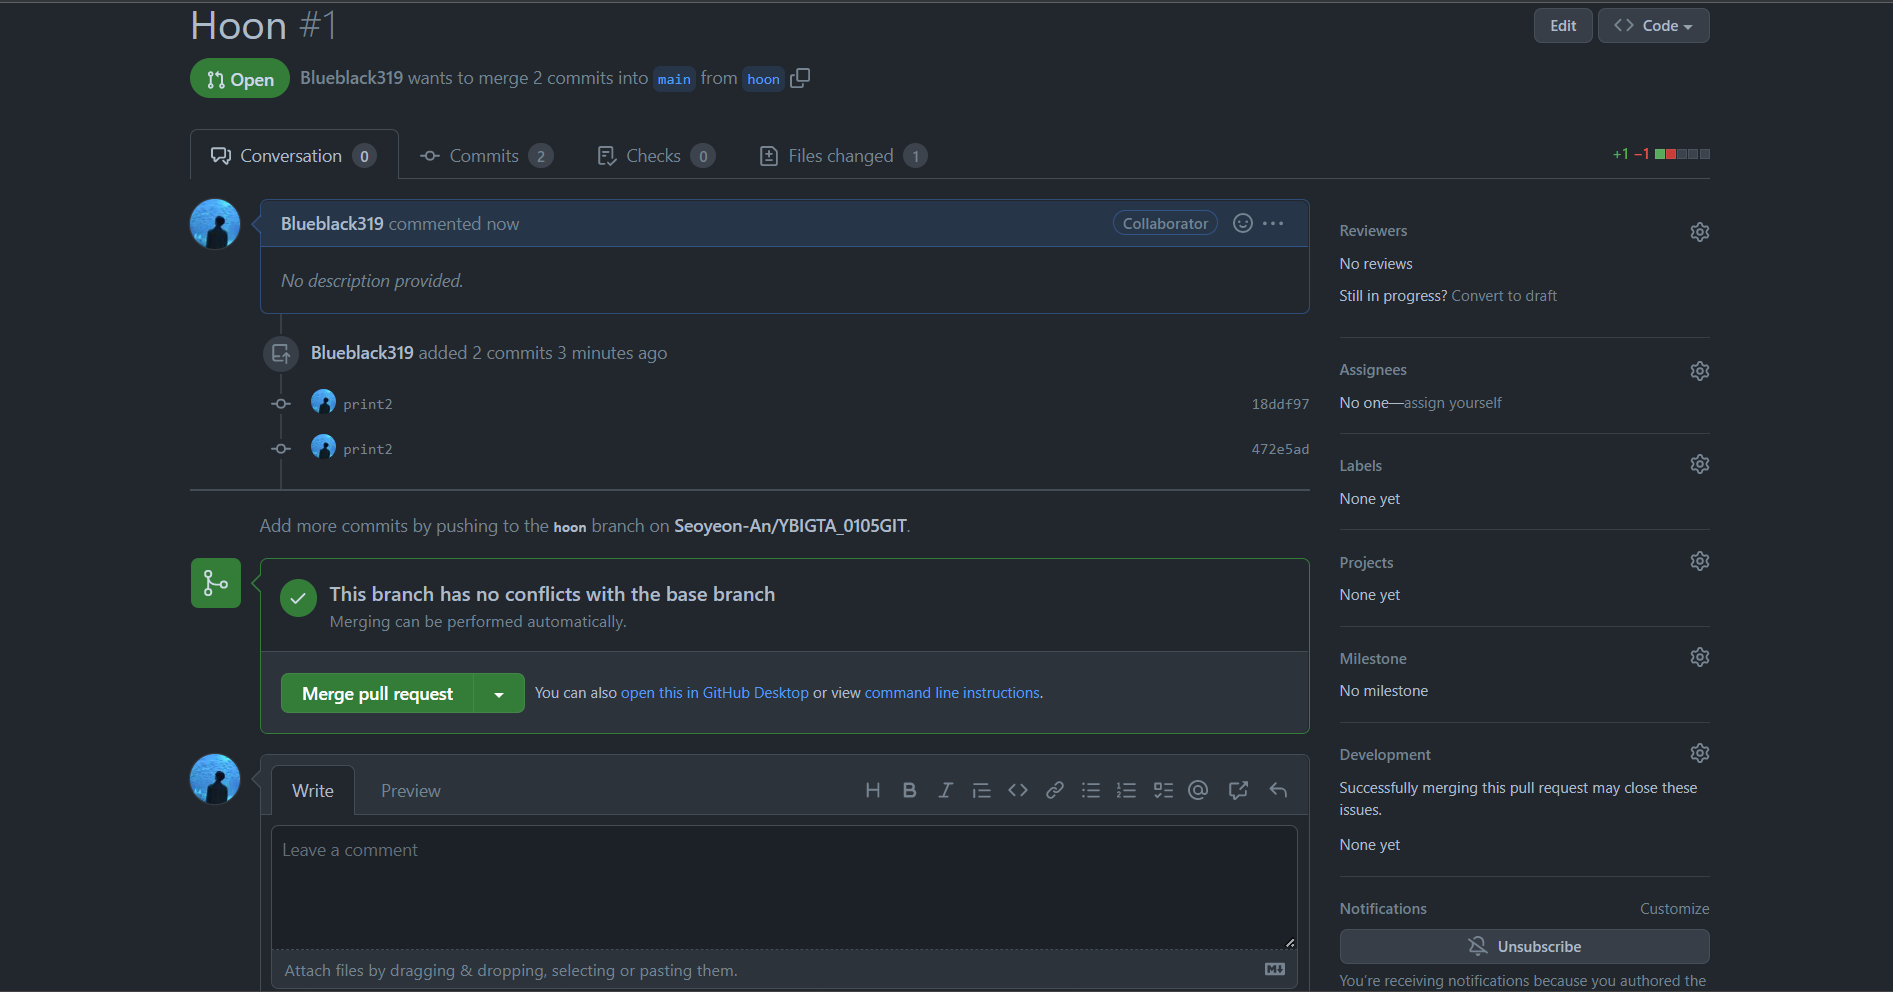 Hoon #1
Edit
Code
Open
Blueblack319 wants to merge 2 commits into main from hoon
Conversation 0
Commits 2
Checks 0
Files changed 1
+1 −1
Blueblack319 commented now
Collaborator
No description provided.
Blueblack319 added 2 commits 3 minutes ago
print2
18ddf97
print2
472e5ad
Add more commits by pushing to the hoon branch on Seoyeon-An/YBIGTA_0105GIT.
This branch has no conflicts with the base branch
Merging can be performed automatically.
Merge pull request
You can also open this in GitHub Desktop or view command line instructions.
Write
Preview
Leave a comment
Attach files by dragging & dropping, selecting or pasting them.
Reviewers
No reviews
Still in progress? Convert to draft
Assignees
No one—assign yourself
Labels
None yet
Projects
None yet
Milestone
No milestone
Development
Successfully merging this pull request may close these
issues.
None yet
Notifications
Customize
Unsubscribe
You're receiving notifications because you authored the